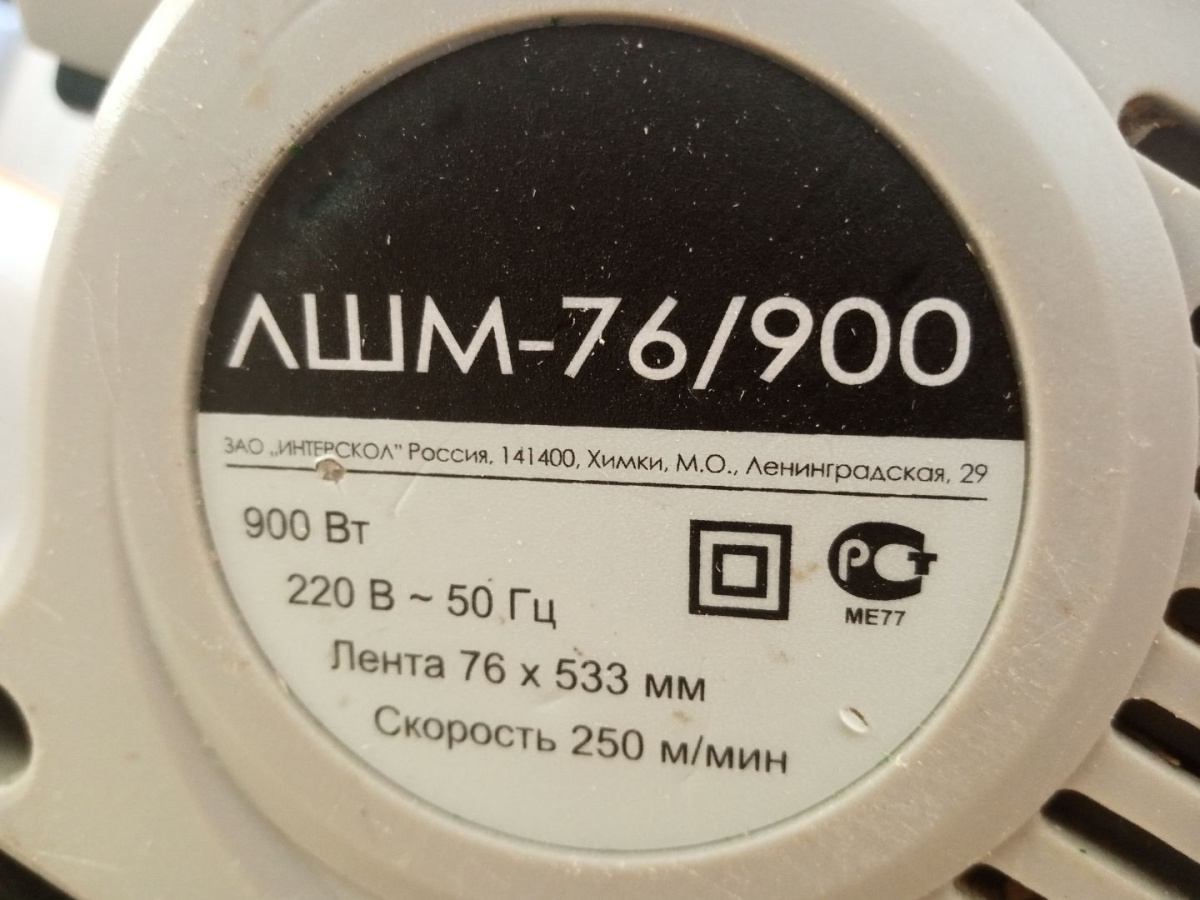 ЛШМ-76/900
ЗАО „ИНТЕРСКОЛ" Россия, 141400, Химки, М.О., Ленинградская, 29
900 Вт
220 В ~ 50 Гц
РСТ
МЕ77
Лента 76 x 533 мм
Скорость 250 м/мин